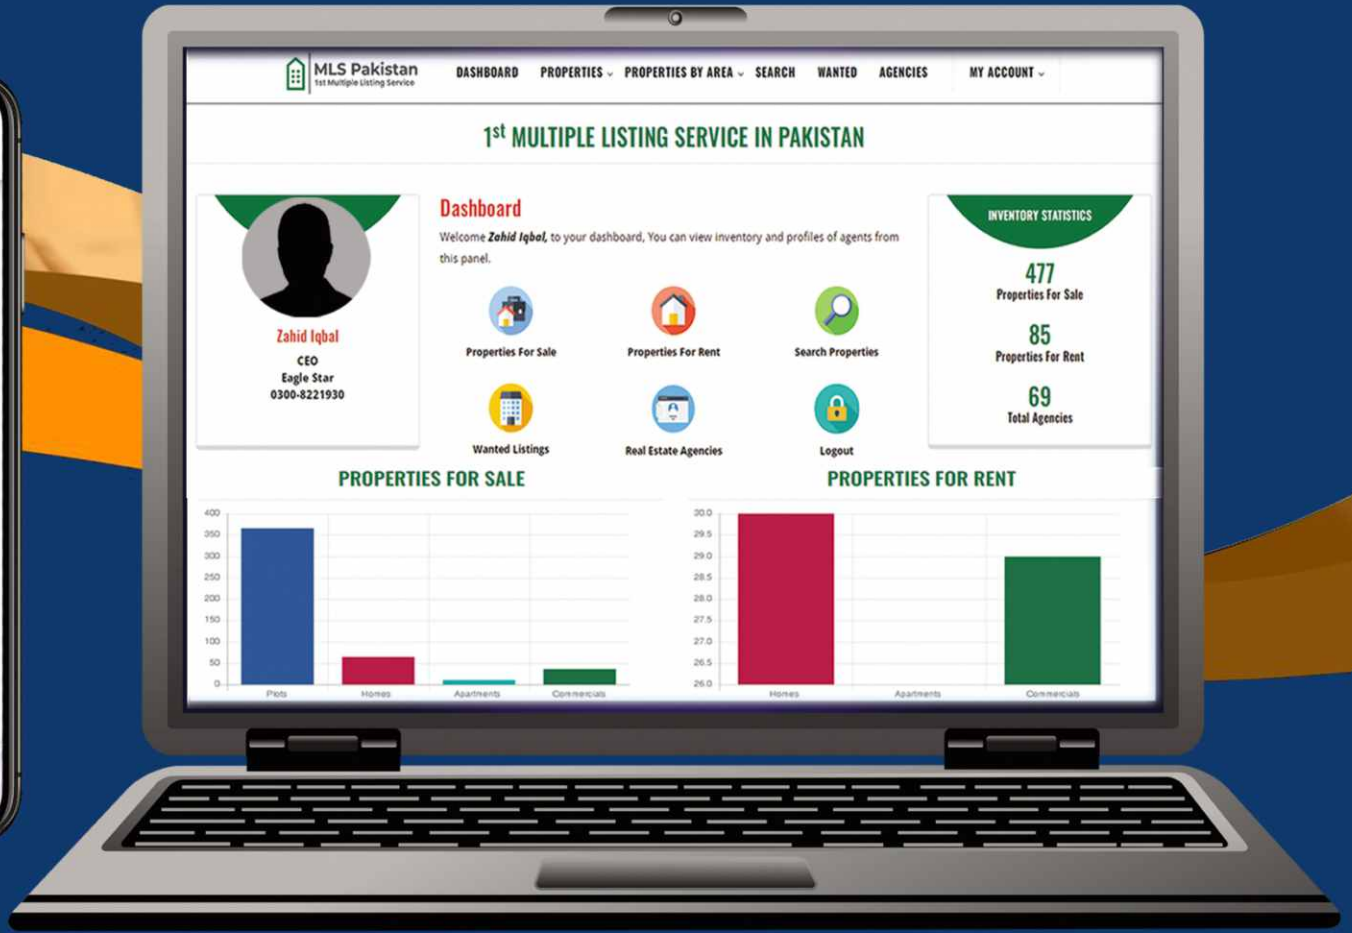 MLS Pakistan
1st Multiple Listing Service
DASHBOARD PROPERTIES PROPERTIES BY AREA SEARCH WANTED AGENCIES MY ACCOUNT
1st MULTIPLE LISTING SERVICE IN PAKISTAN
Zahid Iqbal
CEO
Eagle Star
0300-8221930
Dashboard
Welcome Zahid Iqbal, to your dashboard, You can view inventory and profiles of agents from
this panel.
Properties For Sale Properties For Rent Search Properties
Wanted Listings Real Estate Agencies Logout
INVENTORY STATISTICS
477
Properties For Sale
85
Properties For Rent
69
Total Agencies
PROPERTIES FOR SALE
400
350
300
250
200
150
100
50
0
Plots Homes Apartments Commercials
PROPERTIES FOR RENT
30.0
29.5
29.0
28.5
28.0
27.5
27.0
26.5
26.0
Homes Apartments Commercials